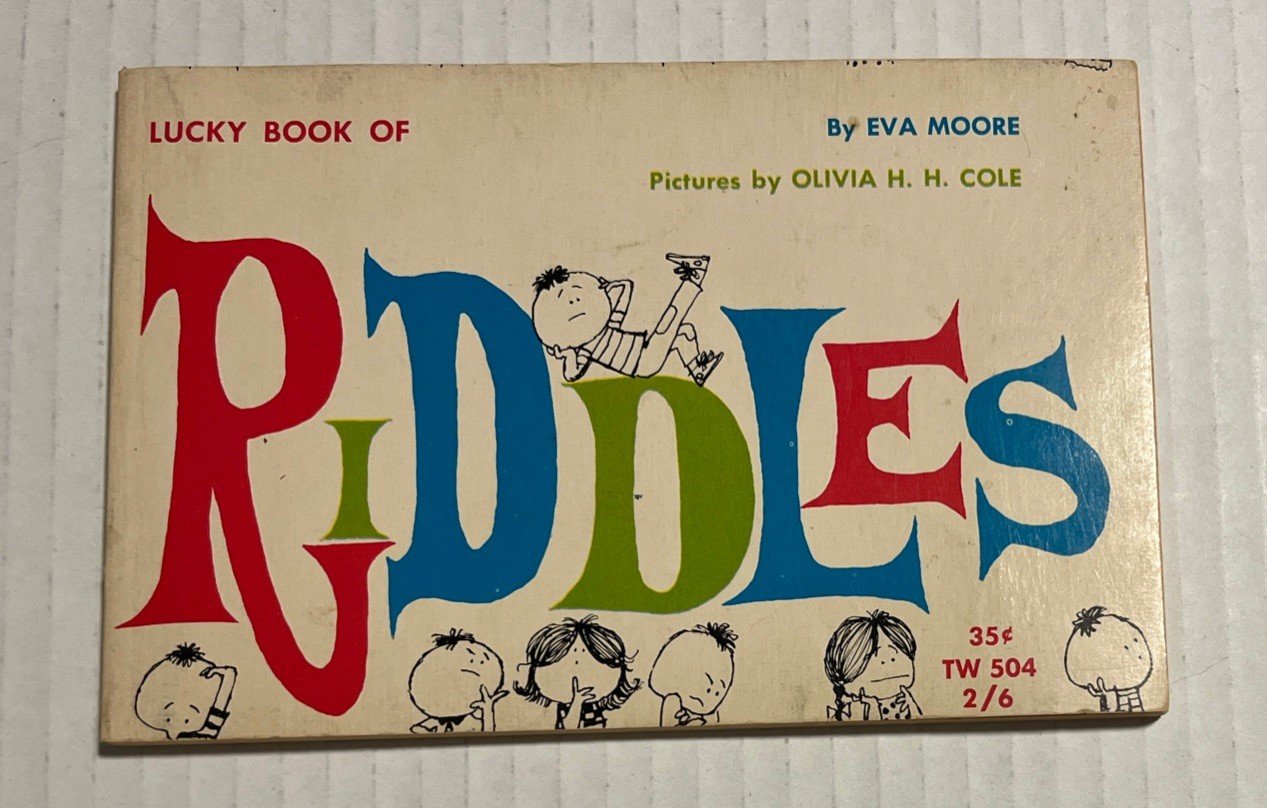 LUCKY BOOK OF
By EVA MOORE
Pictures by OLIVIA H. H. COLE
RIDDLES
35¢
TW 504
2/6